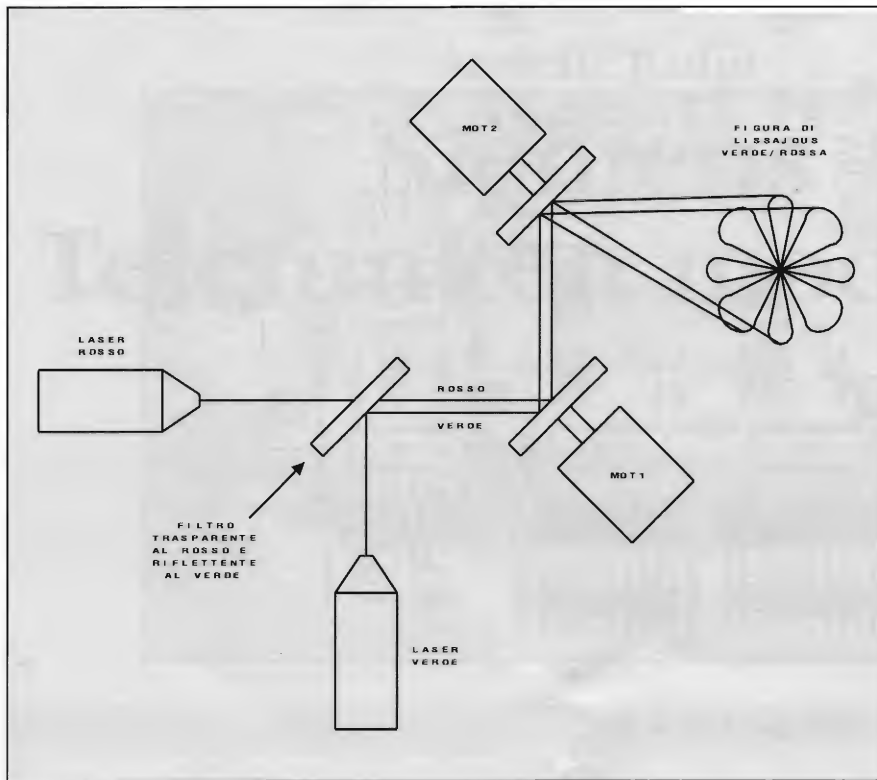 MOT2
FIGURA DI
LISSAJOUS
VERDE/ROSSA
LASER
ROSSO
ROSSO
VERDE
MOT1
FILTRO
TRASPARENTE
AL ROSSO E
RIFLETTENTE
AL VERDE
LASER
VERDE